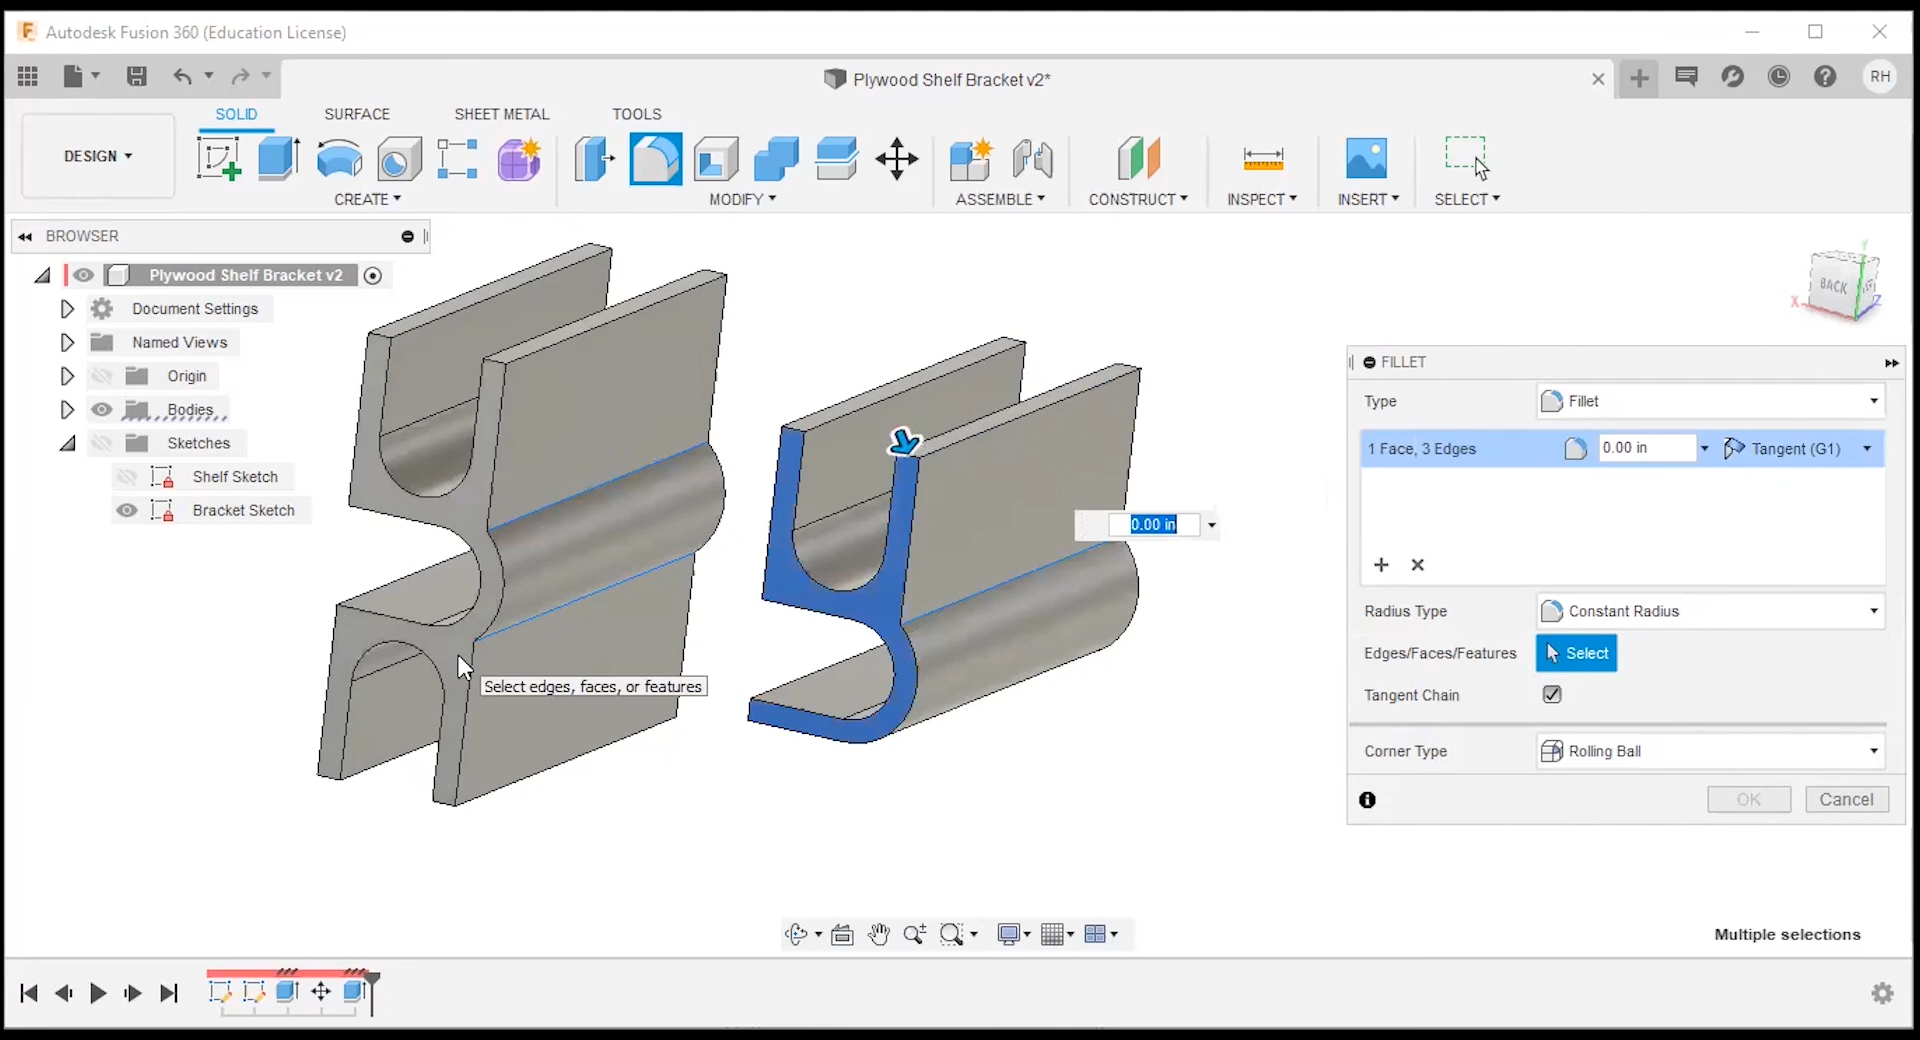 Autodesk Fusion 360 (Education License)
Plywood Shelf Bracket v2*
RH
SOLID SURFACE SHEET METAL TOOLS
DESIGN
CREATE MODIFY ASSEMBLE CONSTRUCT INSPECT INSERT SELECT
BROWSER
Plywood Shelf Bracket v2
Document Settings
Named Views
Origin
Bodies
Sketches
Shelf Sketch
Bracket Sketch
Y
BACK
X
Z
FILLET
Type Fillet
1 Face, 3 Edges 0.00 in Tangent (G1)
0.00 in
Radius Type Constant Radius
Edges/Faces/Features Select
Select edges, faces, or features
Tangent Chain
Corner Type Rolling Ball
OK Cancel
Multiple selections